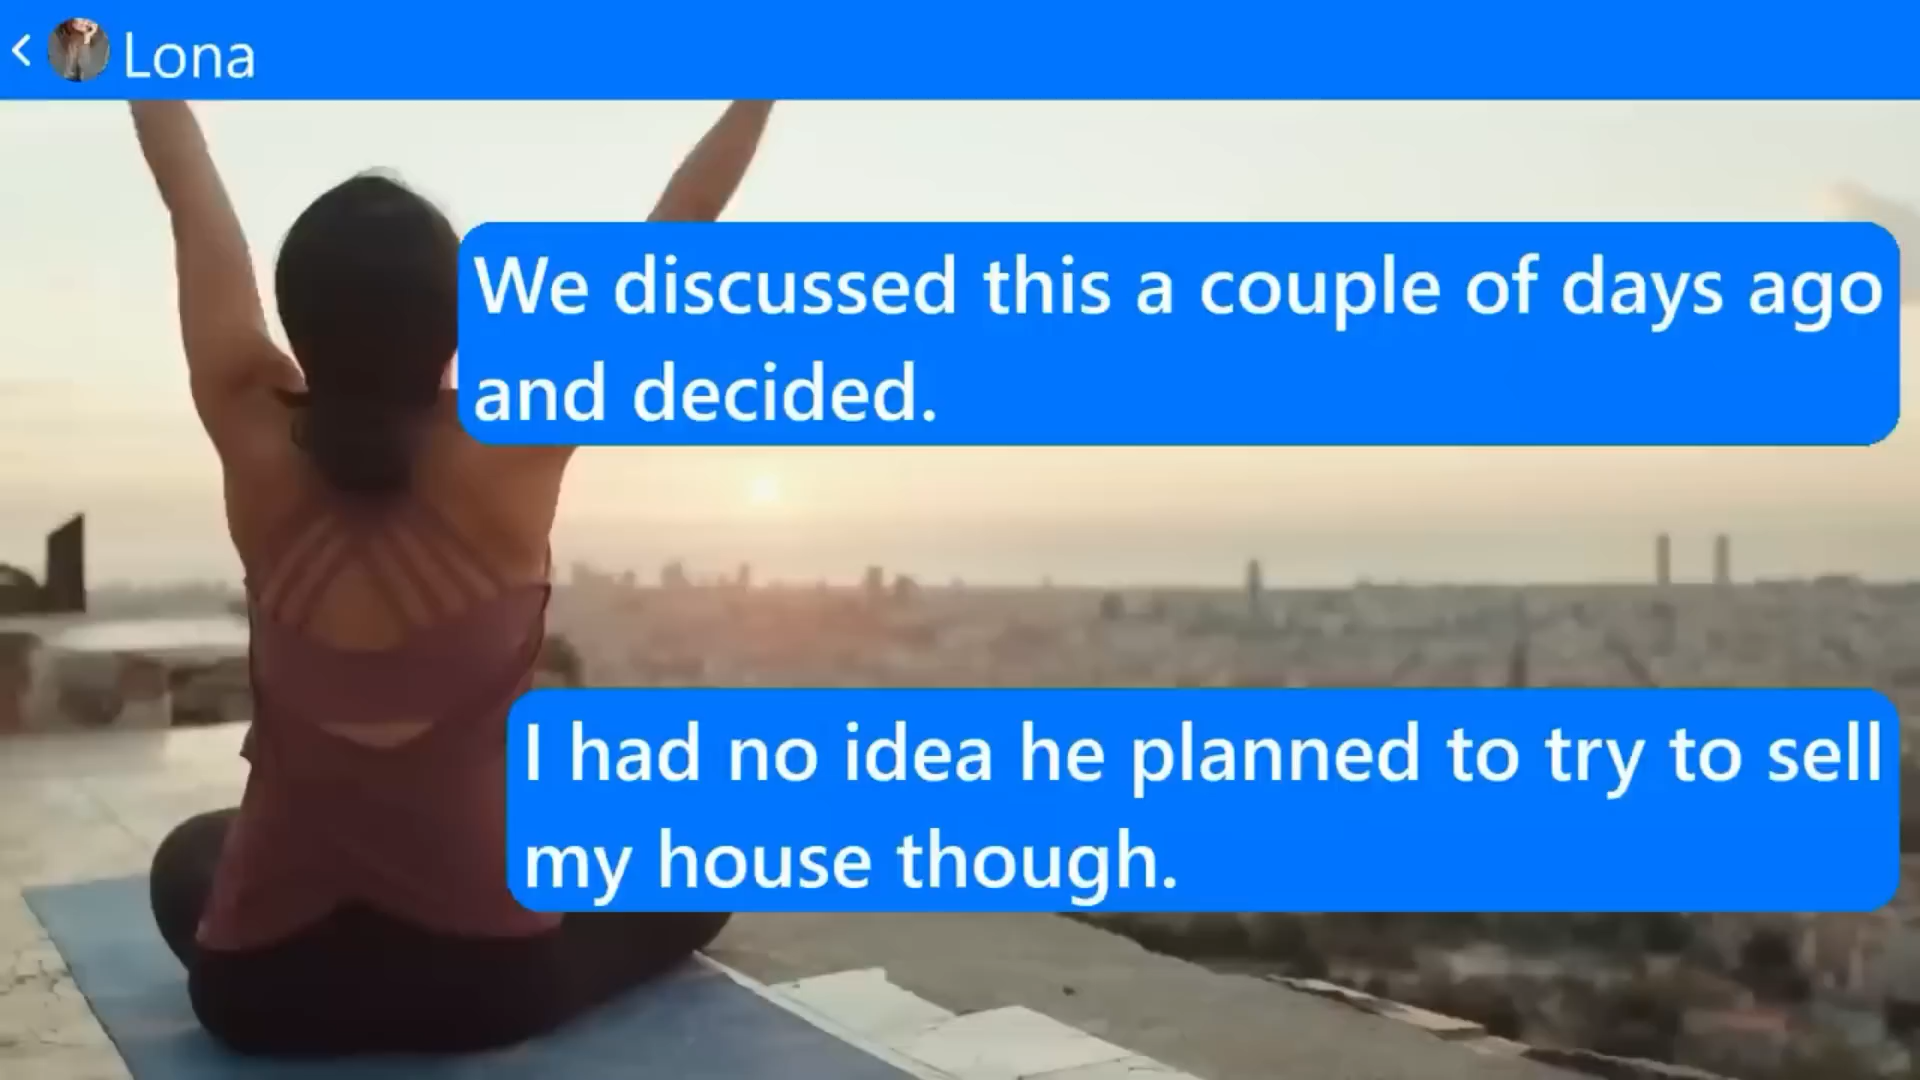 Lona
We discussed this a couple of days ago
and decided.
I had no idea he planned to try to sell
my house though.